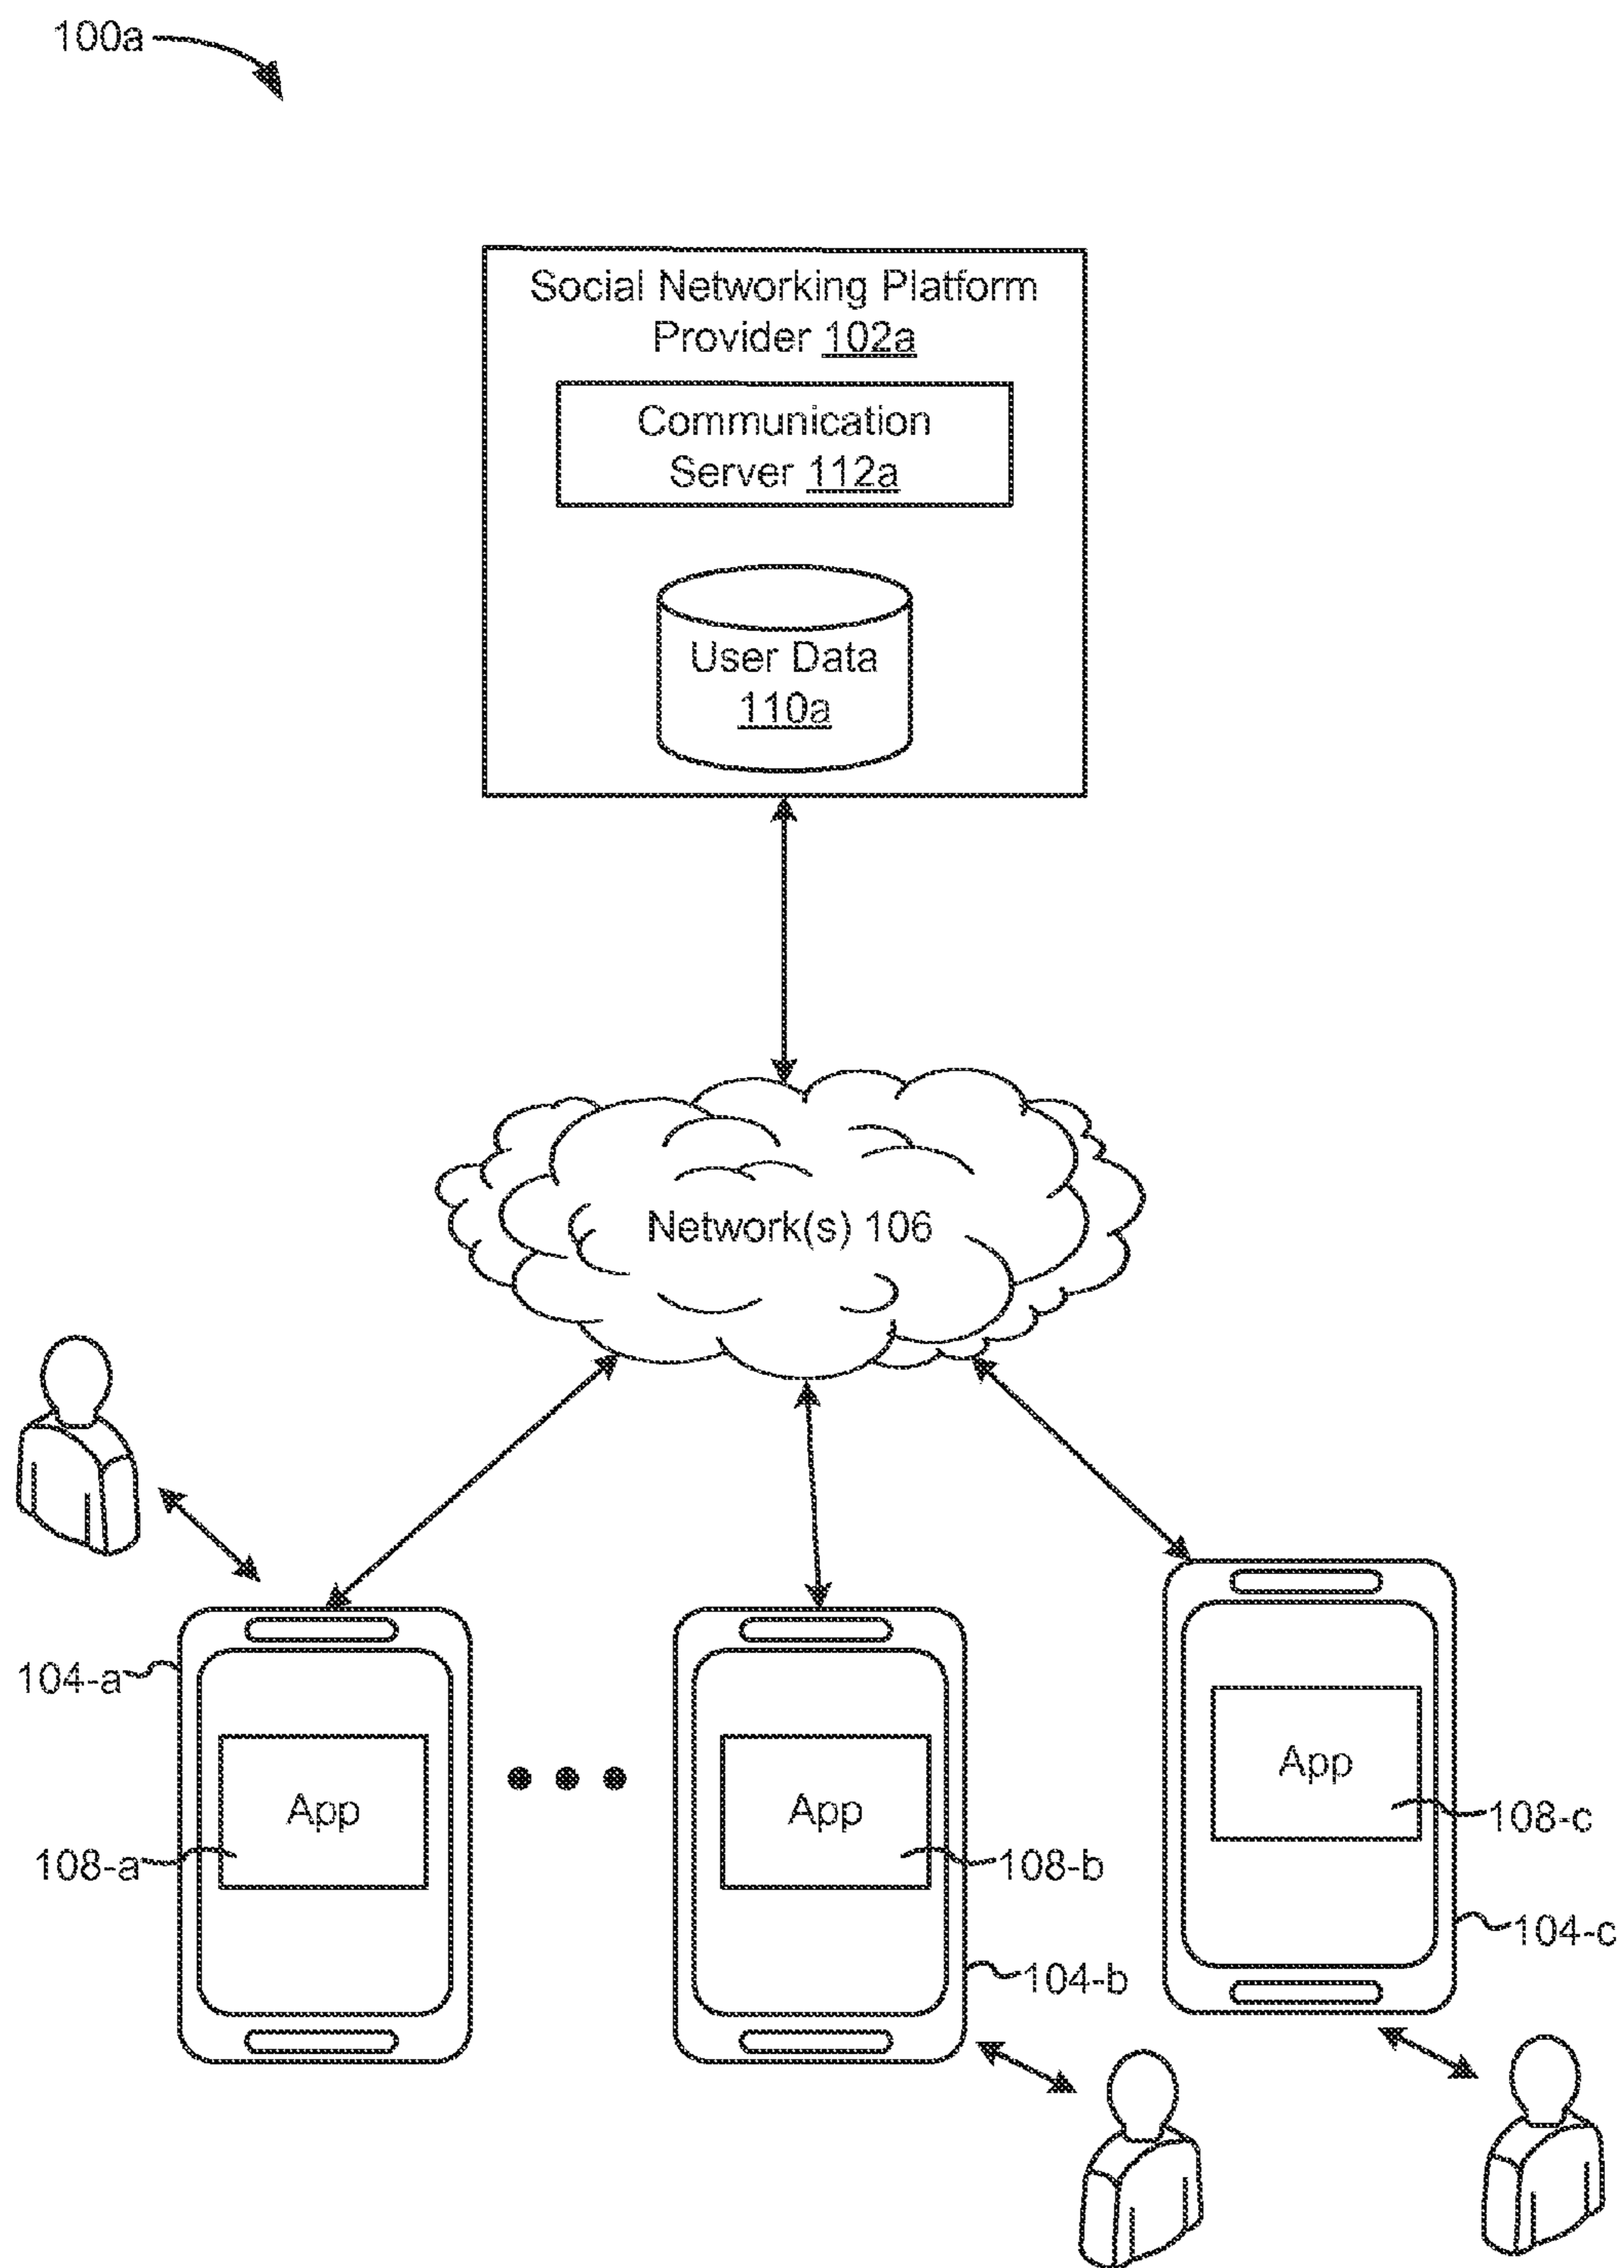 100a
Social Networking Platform
Provider 102a
Communication
Server 112a
User Data
110a
Network(s) 106
104-a
App
108-a
App
108-b
104-b
App
108-c
104-c